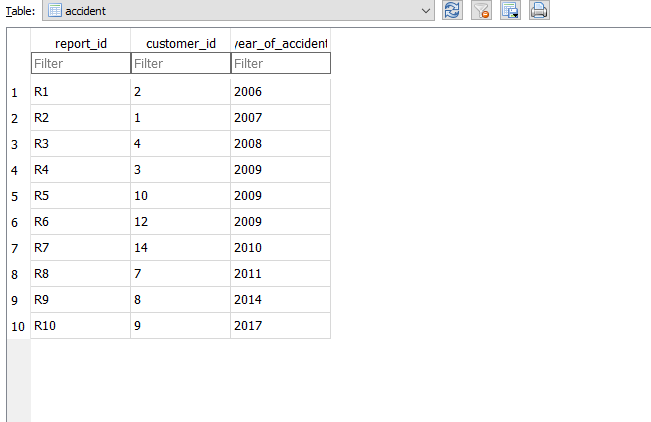 Table: accident
report_id customer_id year_of_accident
Filter Filter Filter
1 R1 2 2006
2 R2 1 2007
3 R3 4 2008
4 R4 3 2009
5 R5 10 2009
6 R6 12 2009
7 R7 14 2010
8 R8 7 2011
9 R9 8 2014
10 R10 9 2017